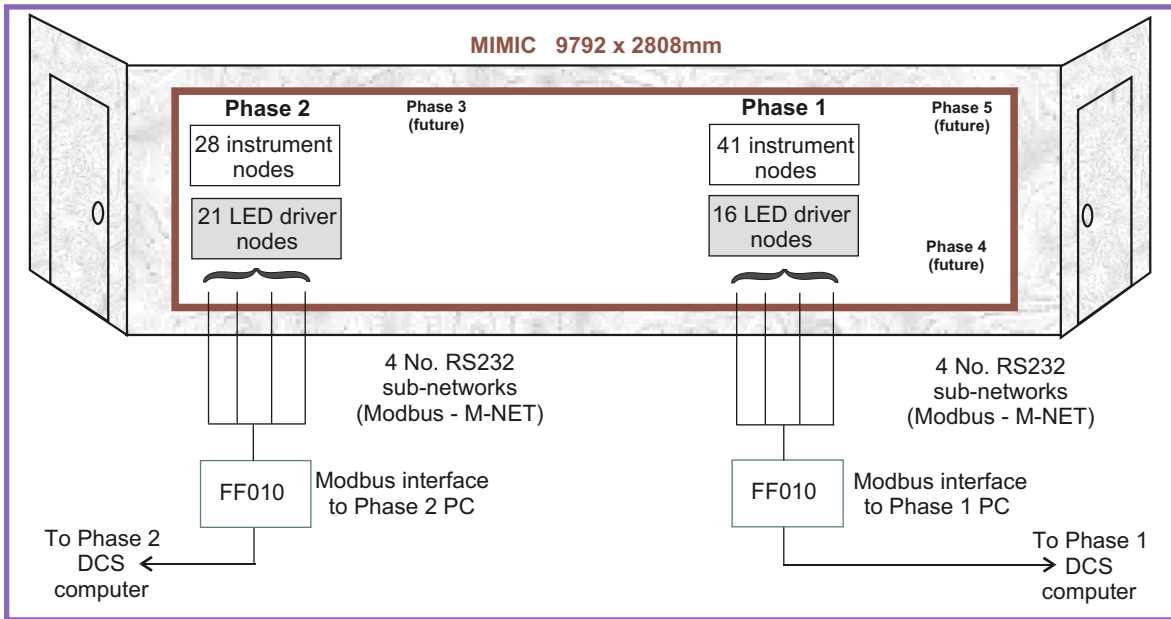 MIMIC 9792 x 2808mm
Phase 2
28 instrument
nodes
21 LED driver
nodes
Phase 3
(future)
Phase 1
41 instrument
nodes
16 LED driver
nodes
Phase 5
(future)
Phase 4
(future)
4 No. RS232
sub-networks
(Modbus - M-NET)
4 No. RS232
sub-networks
(Modbus - M-NET)
FF010
Modbus interface
to Phase 2 PC
FF010
Modbus interface
to Phase 1 PC
To Phase 2
DCS
computer
To Phase 1
DCS
computer